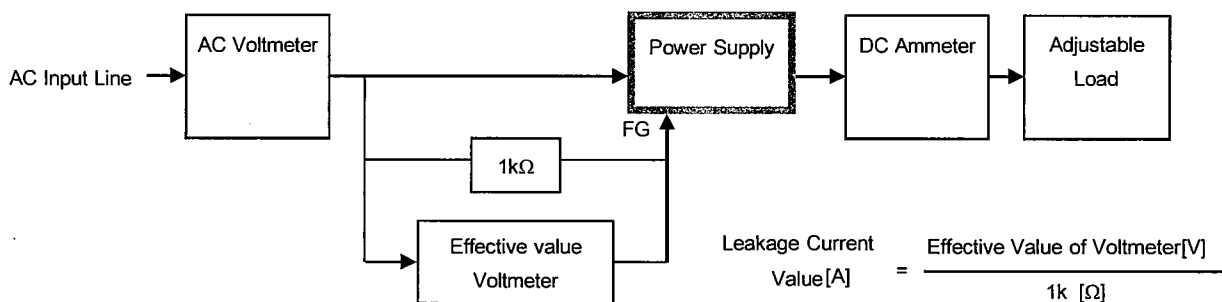 AC Input Line
AC Voltmeter
Power Supply
DC Ammeter
Adjustable
Load
FG
1kΩ
Effective value
Voltmeter
Leakage Current
Value[A]
=
Effective Value of Voltmeter[V]
1k [Ω]